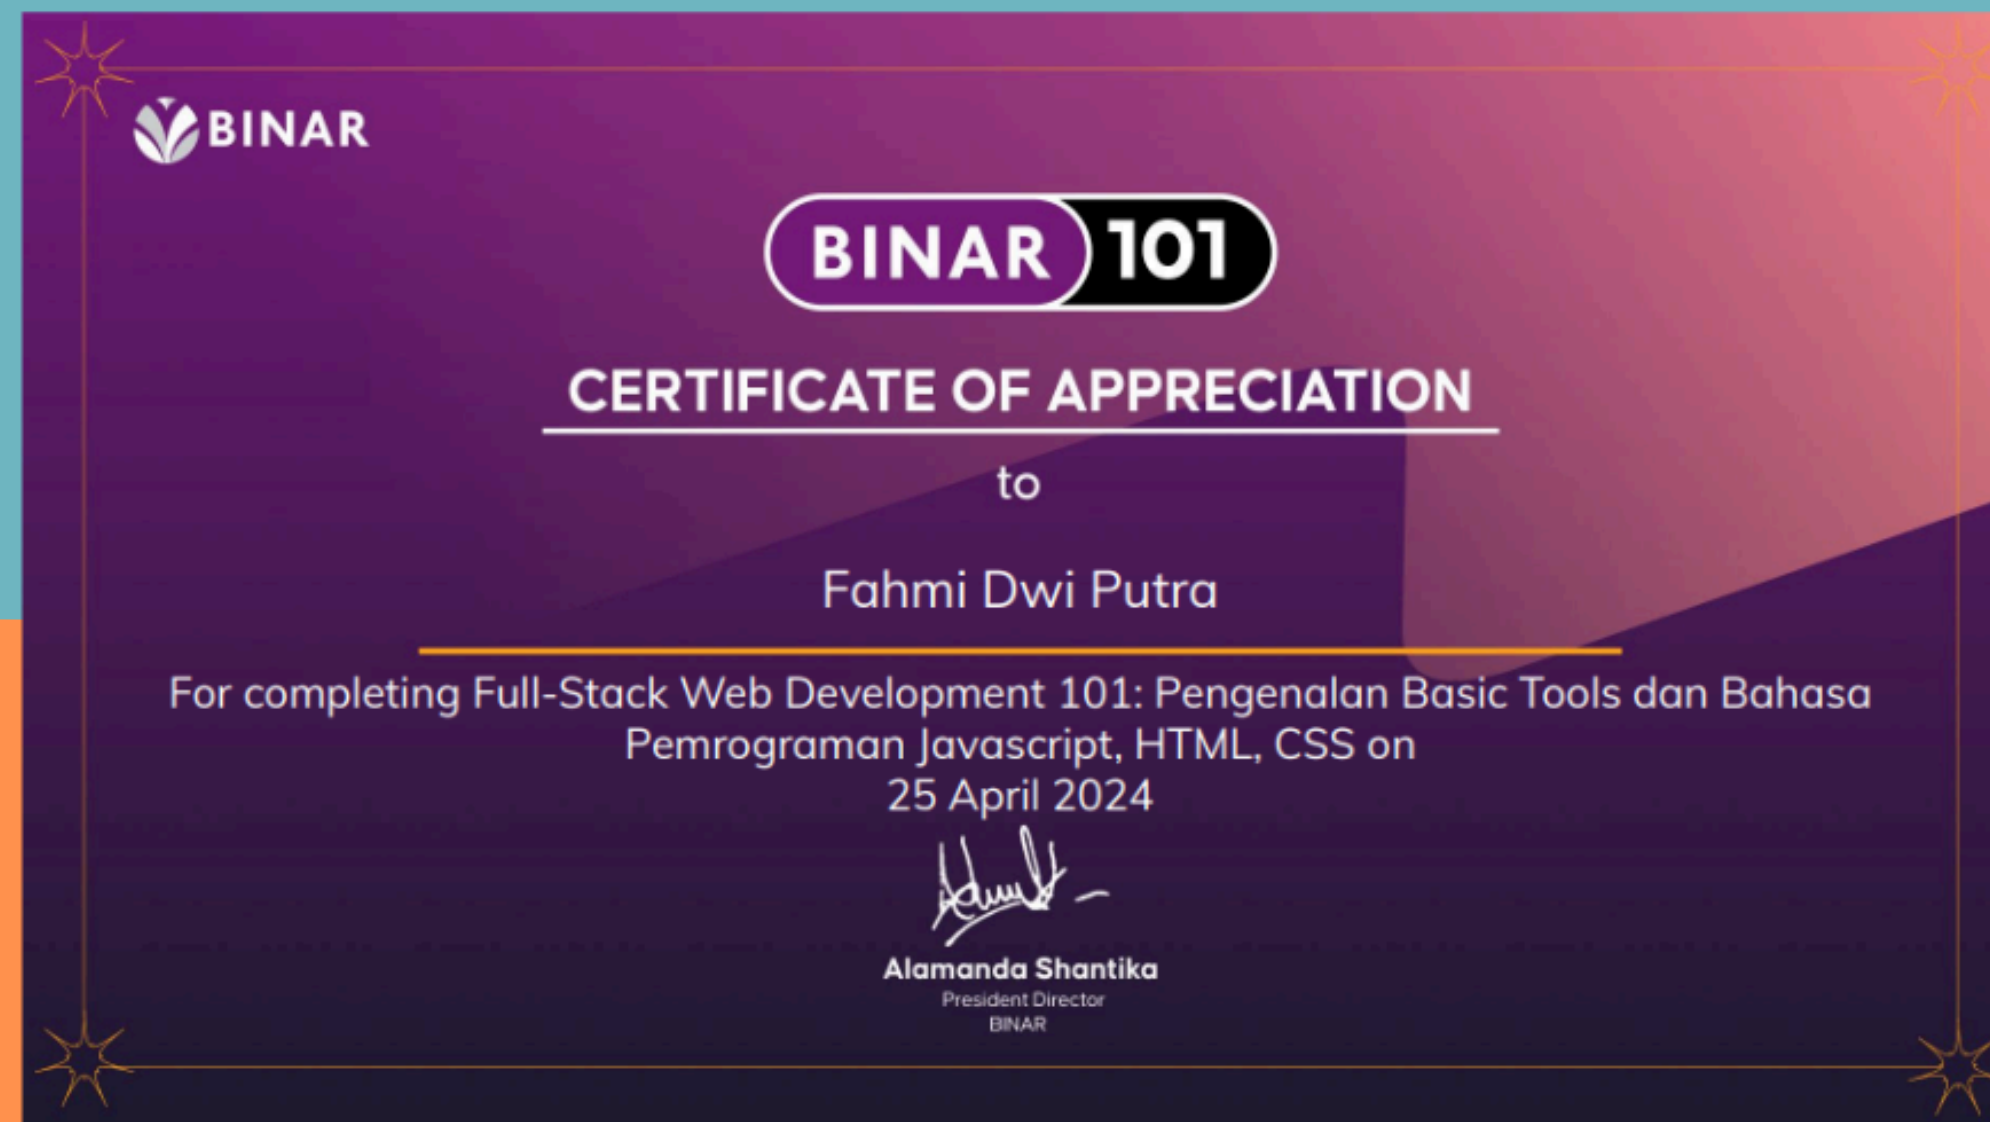 BINAR
BINAR 101
CERTIFICATE OF APPRECIATION
to
Fahmi Dwi Putra
For completing Full-Stack Web Development 101: Pengenalan Basic Tools dan Bahasa
Pemrograman Javascript, HTML, CSS on
25 April 2024
Alamanda Shantika
President Director
BINAR